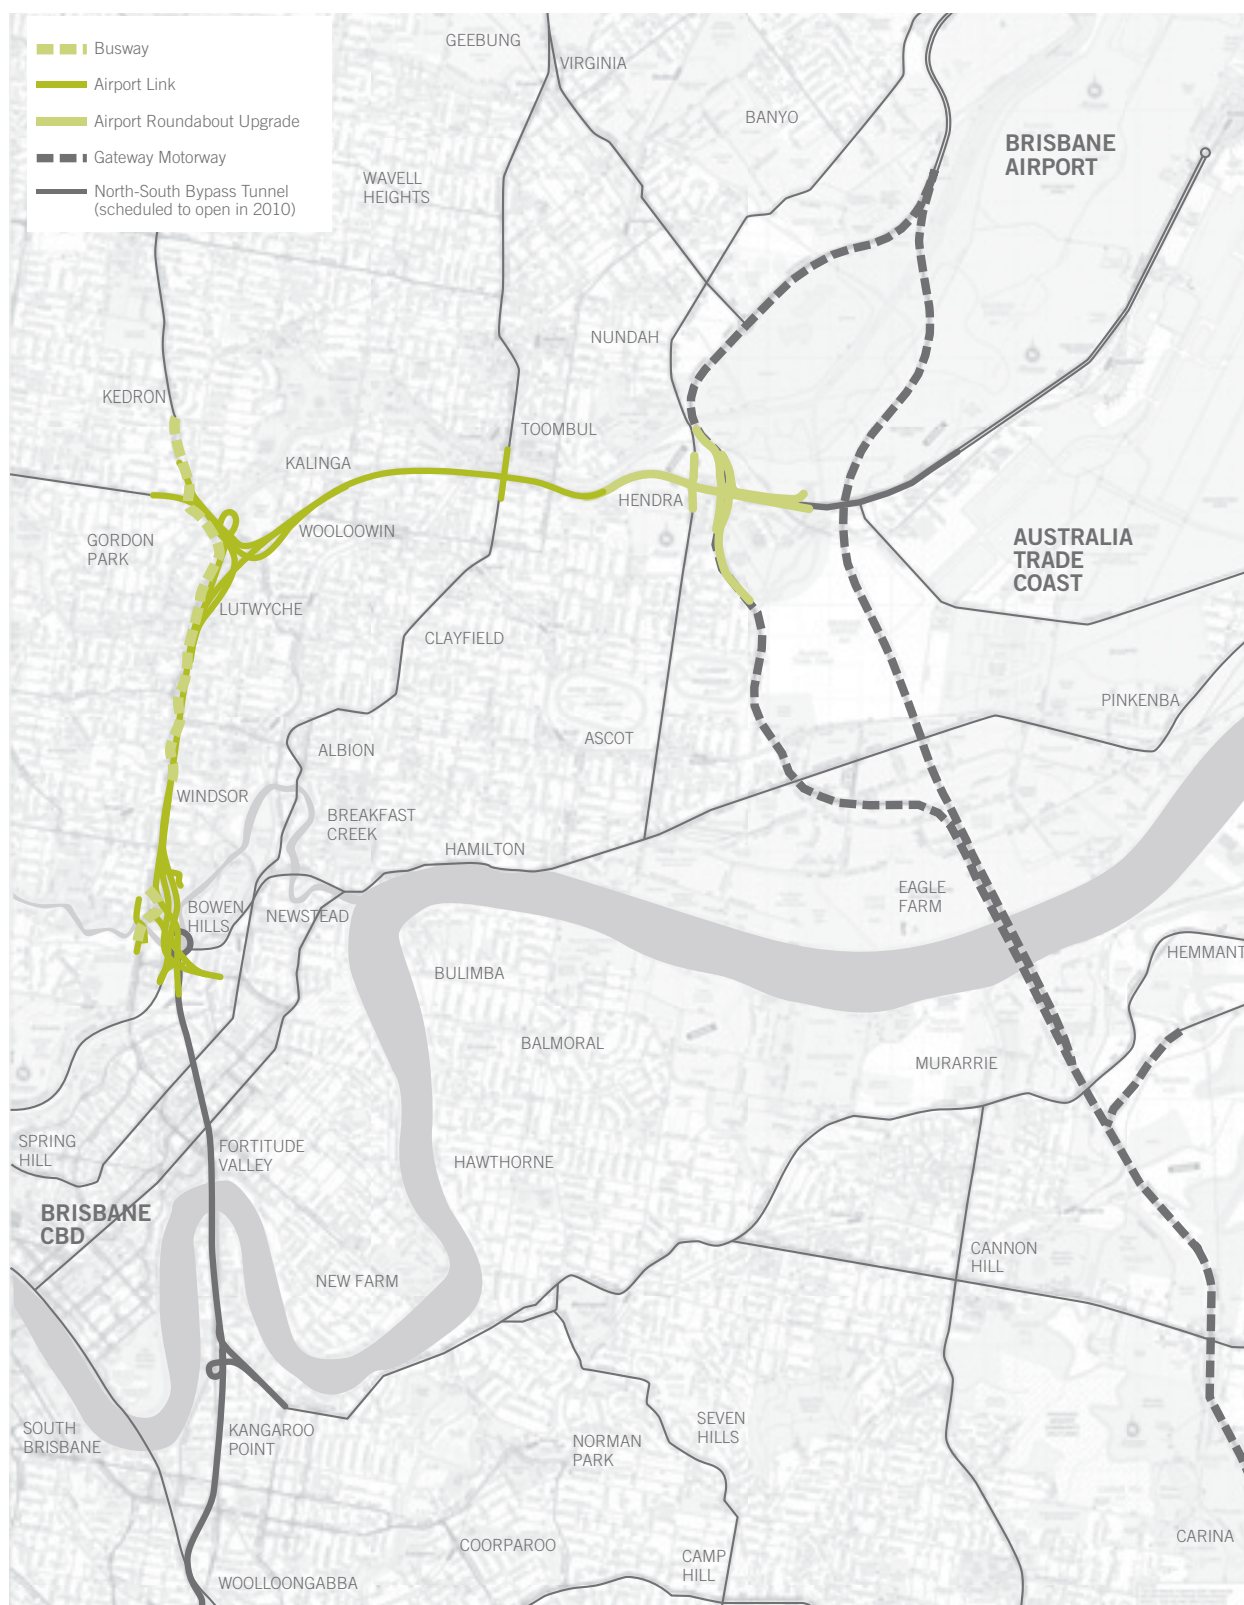 Busway
Airport Link
Airport Roundabout Upgrade
Gateway Motorway
North-South Bypass Tunnel
(scheduled to open in 2010)
GEEBUNG
VIRGINIA
BANYO
BRISBANE
AIRPORT
WAVELL
HEIGHTS
NUNDAH
KEDRON
TOOMBUL
KALINGA
HENDRA
WOOLOOWIN
GORDON
PARK
AUSTRALIA
TRADE
COAST
LUTWYCHE
CLAYFIELD
PINKENBA
ASCOT
ALBION
WINDSOR
BREAKFAST
CREEK
HAMILTON
EAGLE
FARM
BOWEN
HILLS
NEWSTEAD
HEMMANT
BULIMBA
BALMORAL
MURARRIE
SPRING
HILL
FORTITUDE
VALLEY
HAWTHORNE
BRISBANE
CBD
CANNON
HILL
NEW FARM
SOUTH
BRISBANE
KANGAROO
POINT
SEVEN
HILLS
NORMAN
PARK
CARINA
COORPAROO
CAMP
HILL
WOOLLOONGABBA